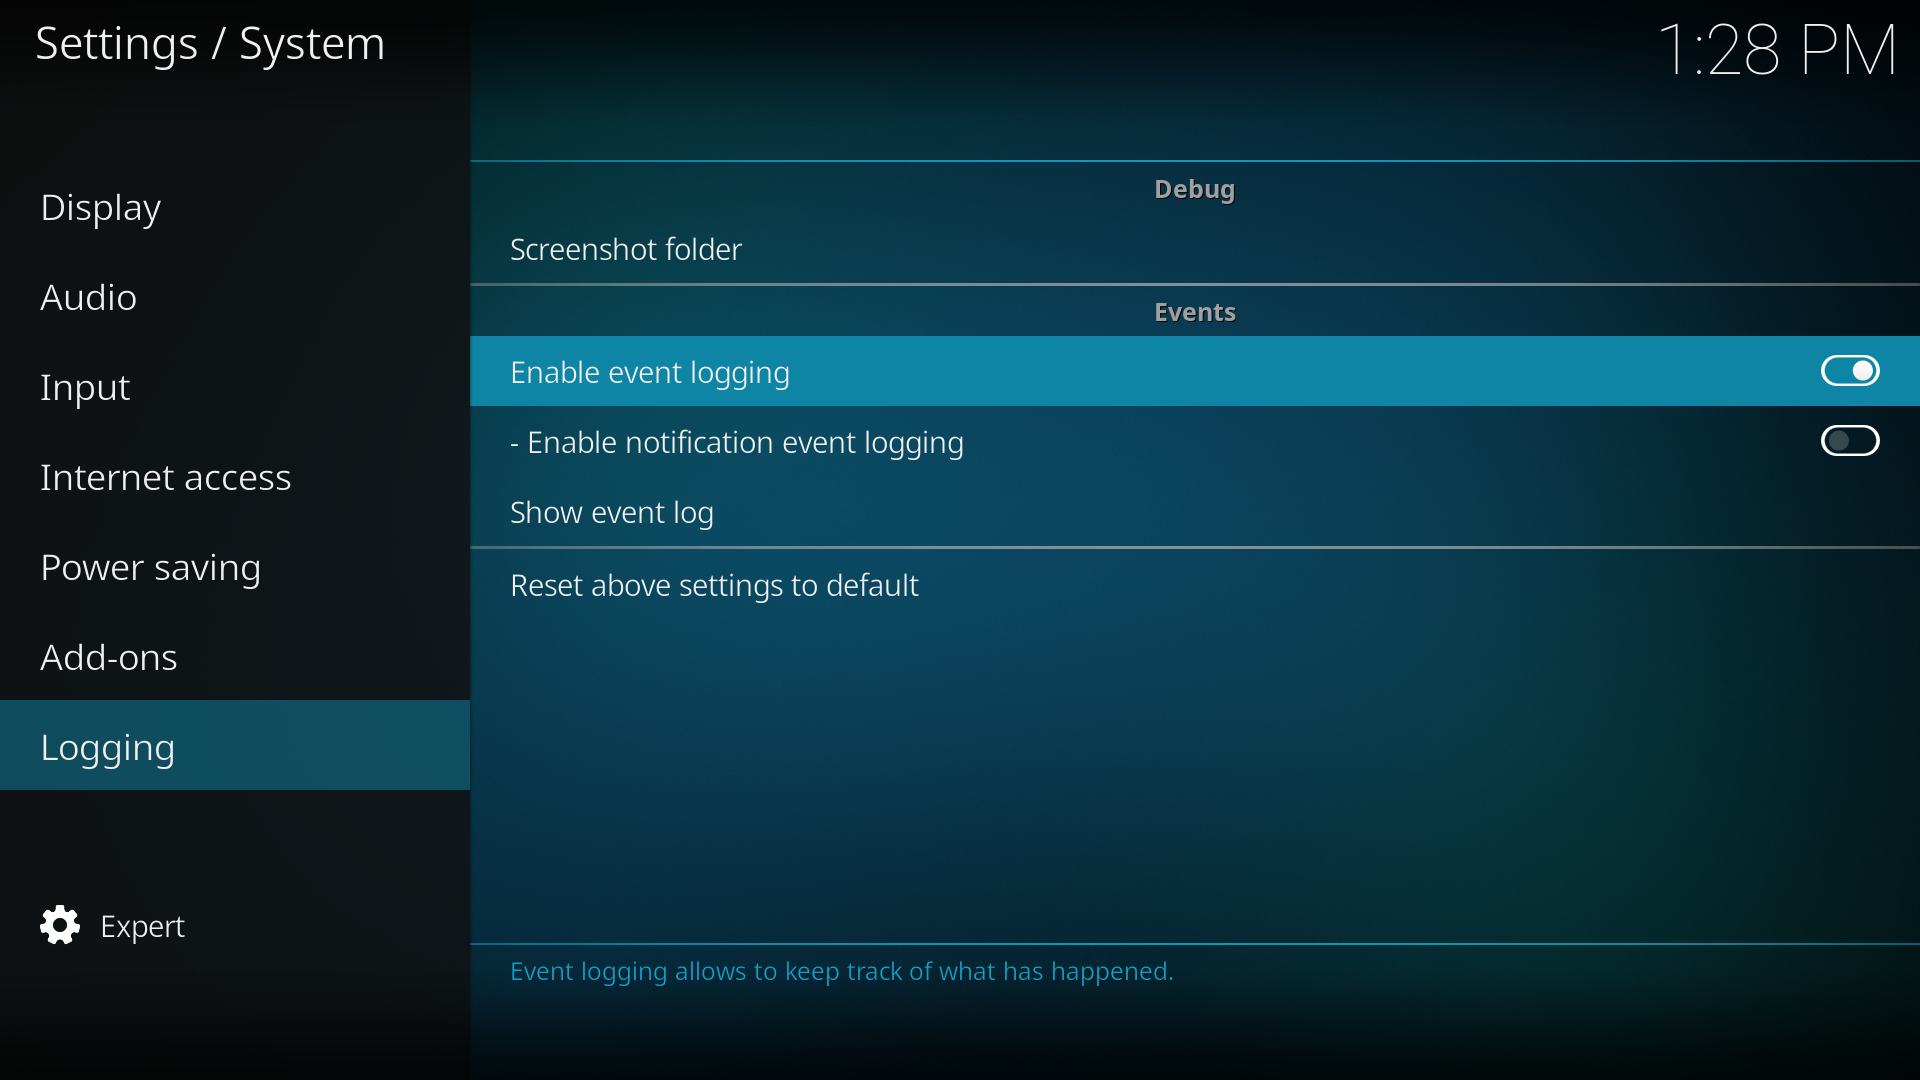 Settings / System
1:28 PM
Display
Audio
Input
Internet access
Power saving
Add-ons
Logging
Expert
Debug
Screenshot folder
Events
Enable event logging
- Enable notification event logging
Show event log
Reset above settings to default
Event logging allows to keep track of what has happened.